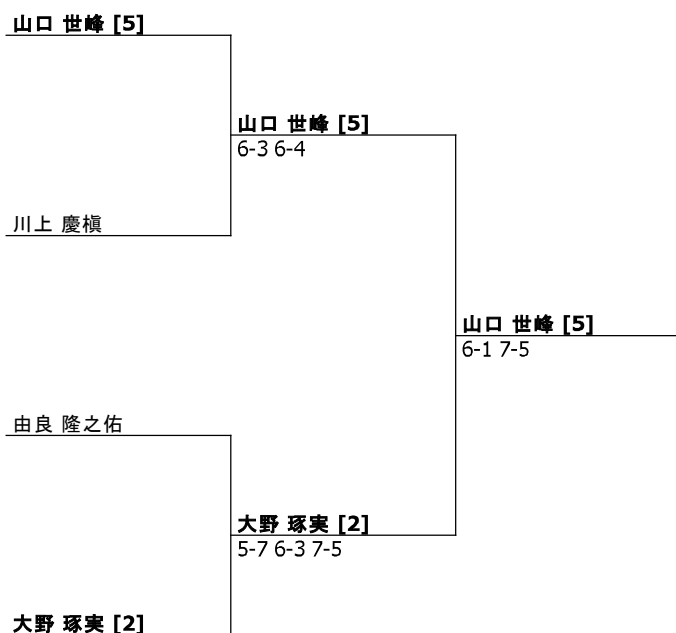 山口 世峰 [5]
山口 世峰 [5]
6-3 6-4
川上 慶槇
山口 世峰 [5]
6-1 7-5
由良 隆之佑
大野 琢実 [2]
5-7 6-3 7-5
大野 琢実 [2]